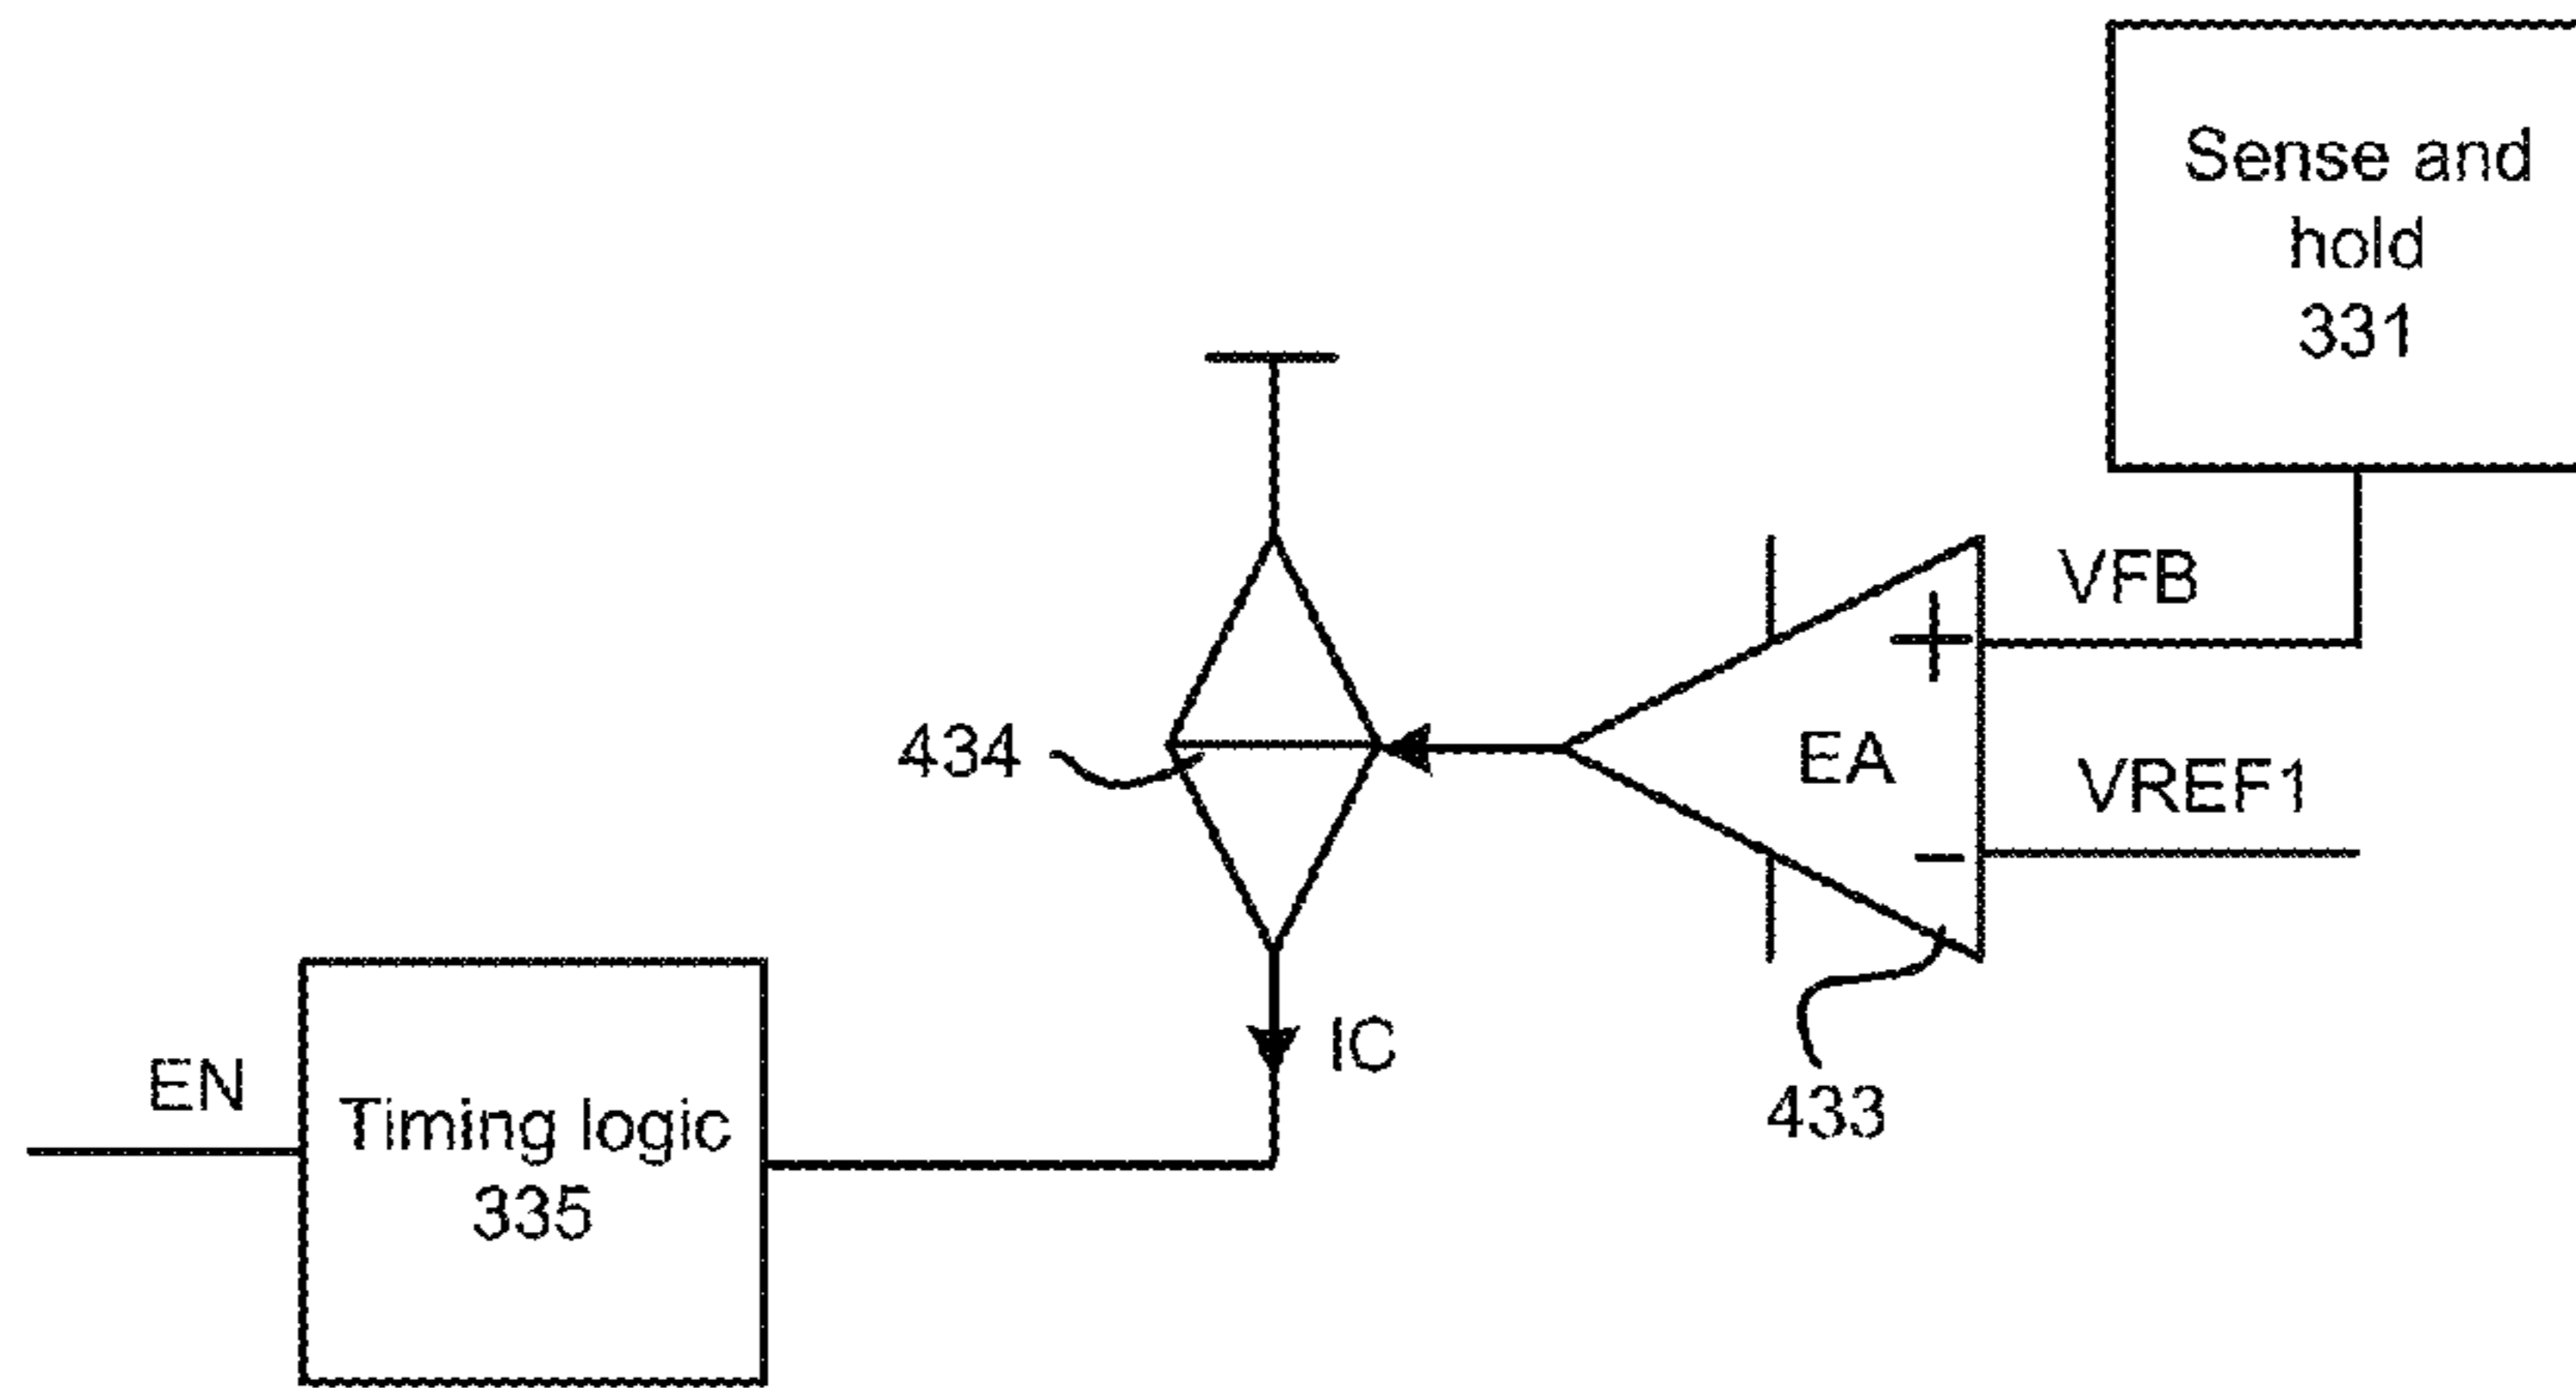 Sense and
hold
331
VFB
+
434
EA
VREF1
−
IC
EN
433
Timing logic
335